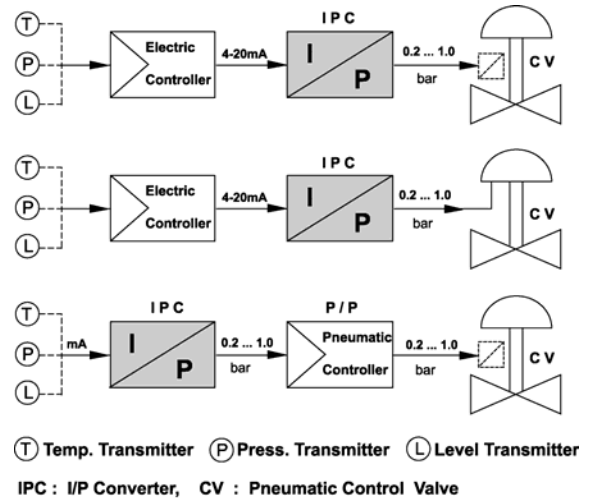 I P C
T
Electric
4-20mA
I
0.2 ... 1.0
P
Controller
P
bar
C V
L
I P C
T
Electric
4-20mA
I
0.2 ... 1.0
P
Controller
P
bar
C V
L
I P C
P / P
T
mA
I
0.2 ... 1.0
Pneumatic
0.2 ... 1.0
P
P
bar
Controller
bar
C V
L
T Temp. Transmitter P Press. Transmitter L Level Transmitter
IPC : I/P Converter, CV : Pneumatic Control Valve